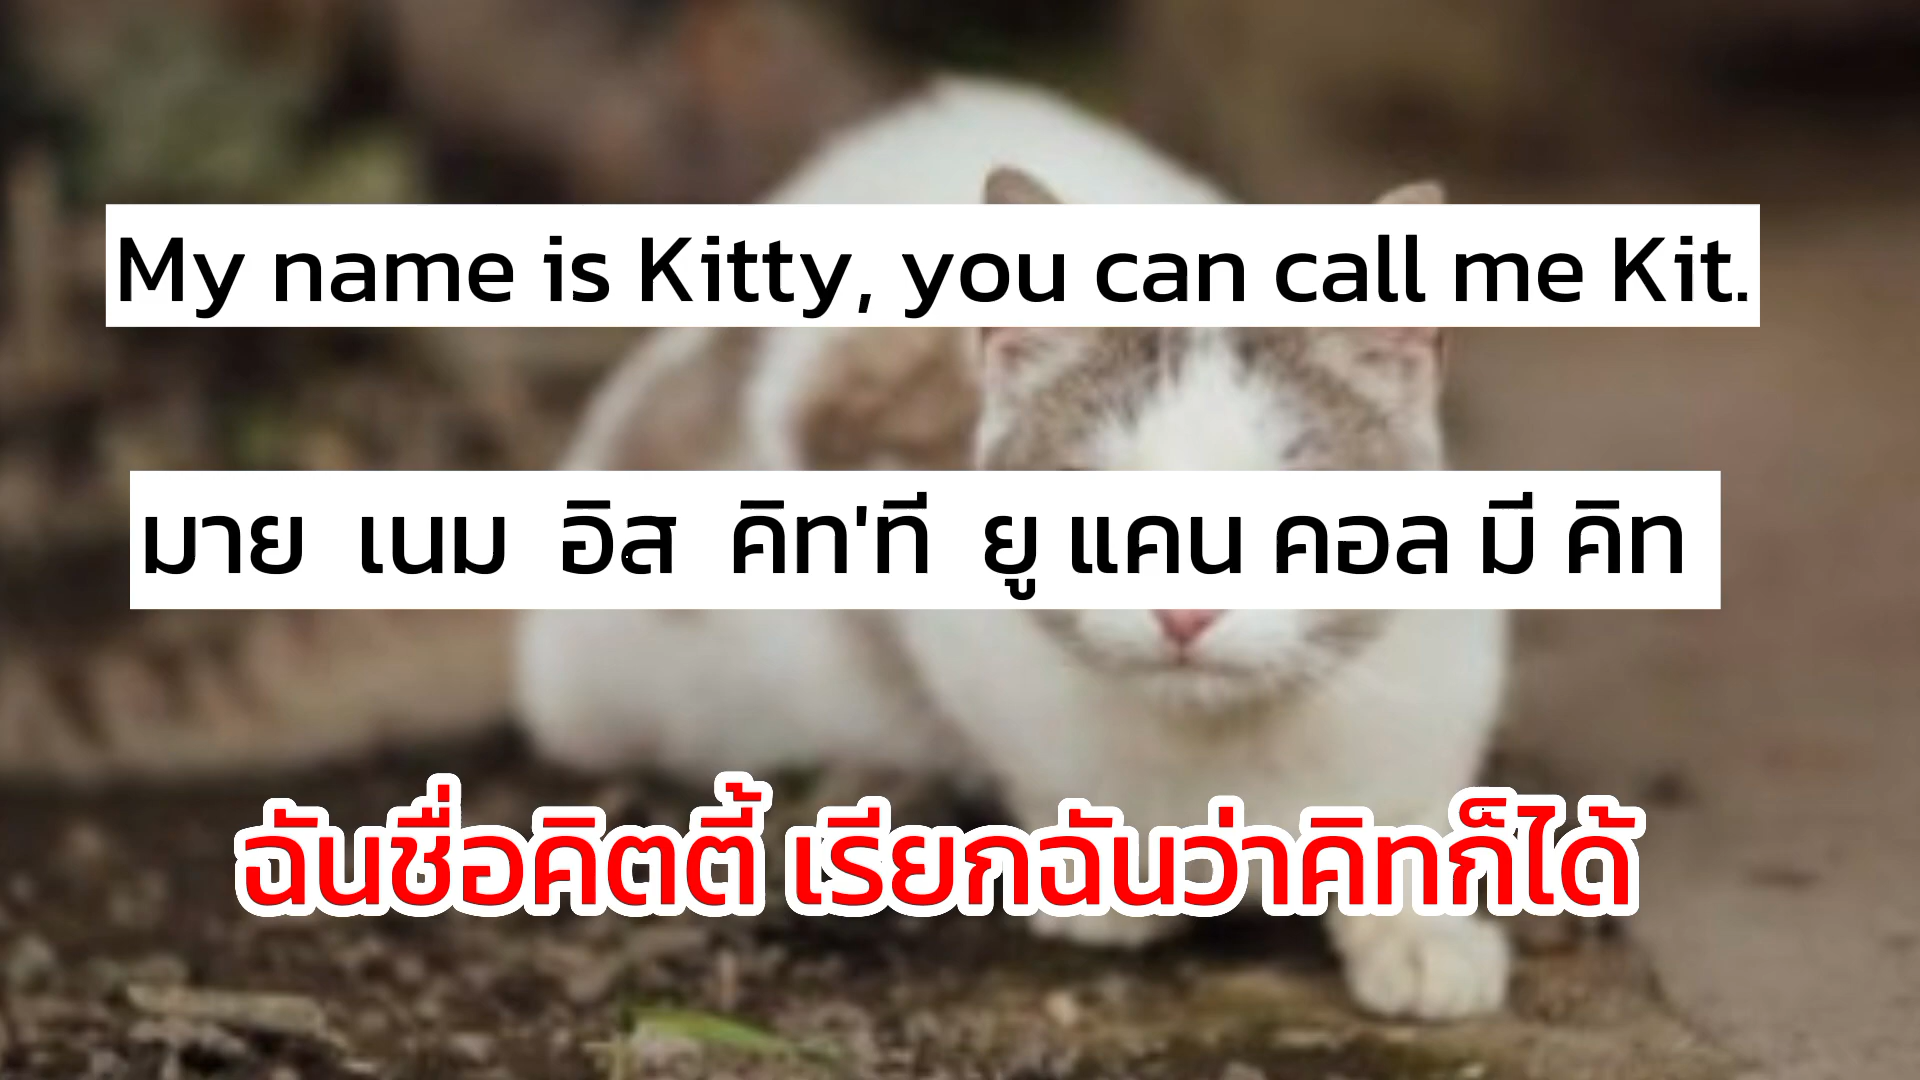 My name is Kitty, you can call me Kit.
มาย เนม อิส คิท'ที ยู แคน คอล มี คิท
ฉันชื่อคิตตี้ เรียกฉันว่าคิทก็ได้